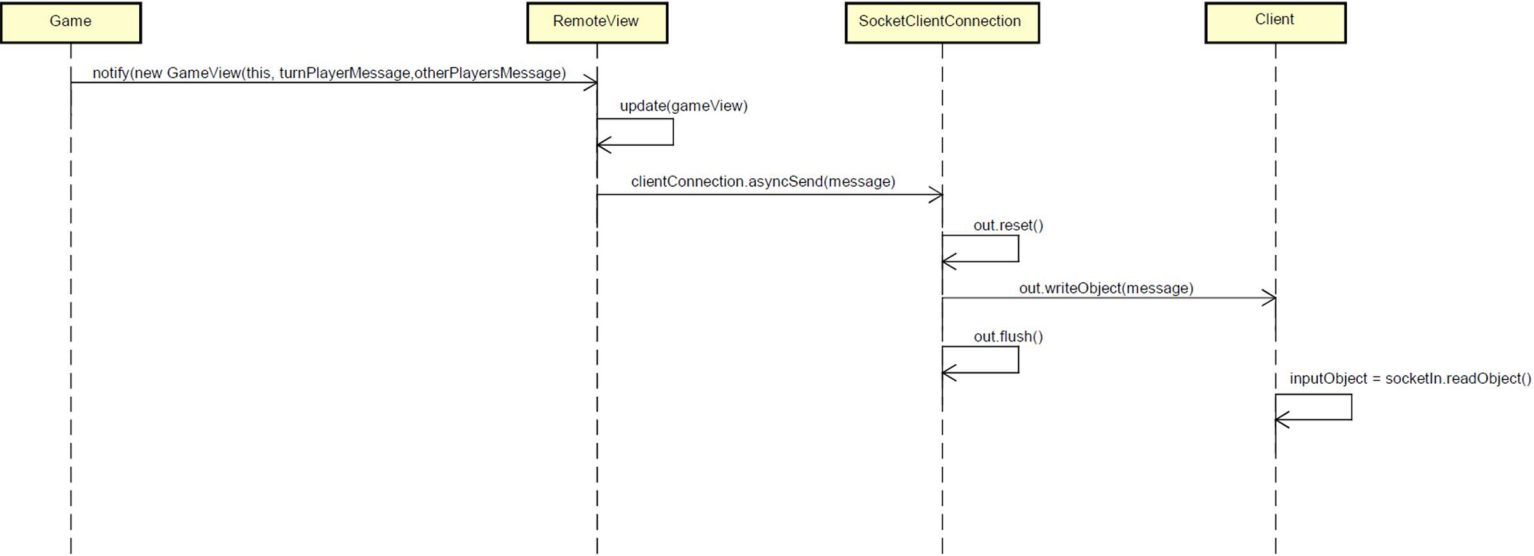 Game
RemoteView
SocketClientConnection
Client
notify(new GameView(this, turnPlayerMessage,otherPlayersMessage)
update(gameView)
clientConnection.asyncSend(message)
out.reset()
out.writeObject(message)
out.flush()
inputObject = socketIn.readObject()